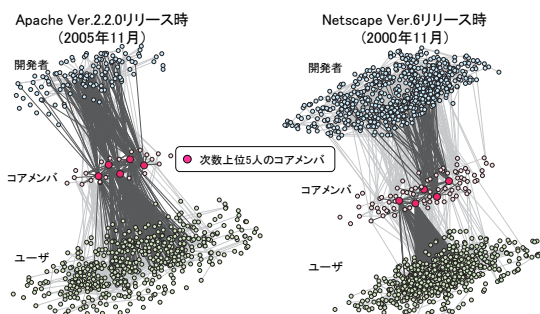 Apache Ver.2.2.0リリース時
(2005年11月)
開発者
コアメンバ
ユーザ
次数上位5人のコアメンバ
Netscape Ver.6リリース時
(2000年11月)
開発者
コアメンバ
ユーザ